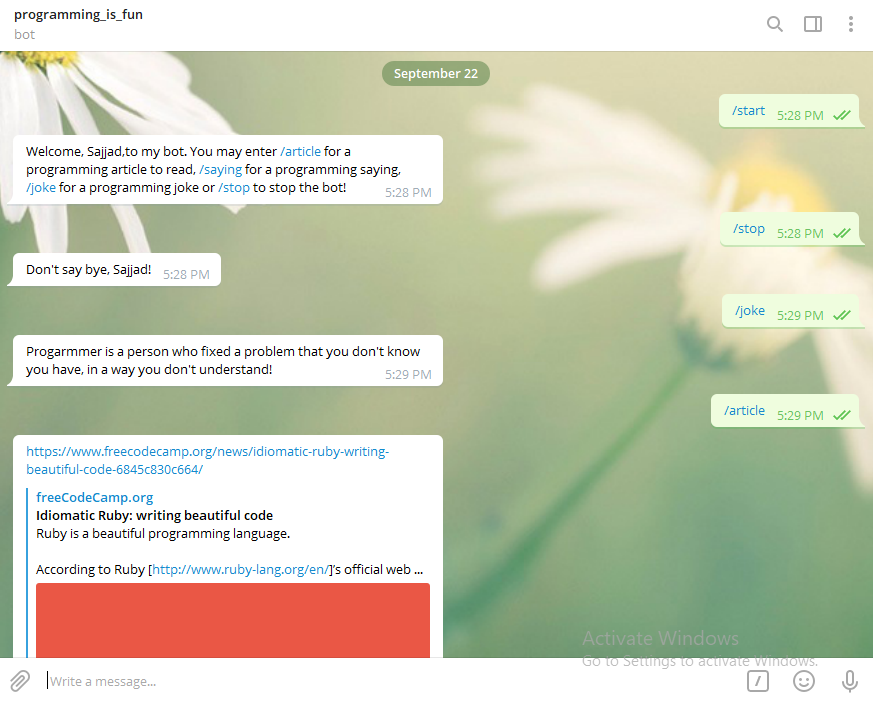 programming_is_fun
bot
September 22
/start 5:28 PM
Welcome, Sajjad,to my bot. You may enter /article for a
programming article to read, /saying for a programming saying,
/joke for a programming joke or /stop to stop the bot!
5:28 PM
/stop 5:28 PM
Don't say bye, Sajjad! 5:28 PM
/joke 5:29 PM
Progarmmer is a person who fixed a problem that you don't know
you have, in a way you don't understand!
5:29 PM
/article 5:29 PM
https://www.freecodecamp.org/news/idiomatic-ruby-writing-
beautiful-code-6845c830c664/
freeCodeCamp.org
Idiomatic Ruby: writing beautiful code
Ruby is a beautiful programming language.
According to Ruby [http://www.ruby-lang.org/en/]'s official web ...
Activate Windows
Go to Settings to activate Windows.
Write a message...